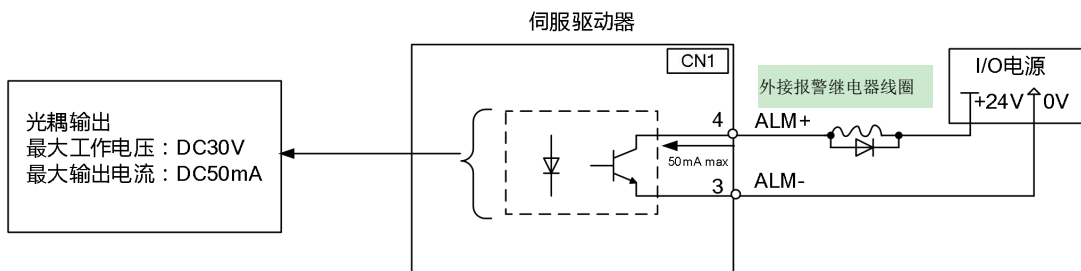 伺服驱动器
CN1
I/O电源
+24V 0V
外接报警继电器线圈
光耦输出
最大工作电压：DC30V
最大输出电流：DC50mA
4 ALM+
50mA max
3 ALM-